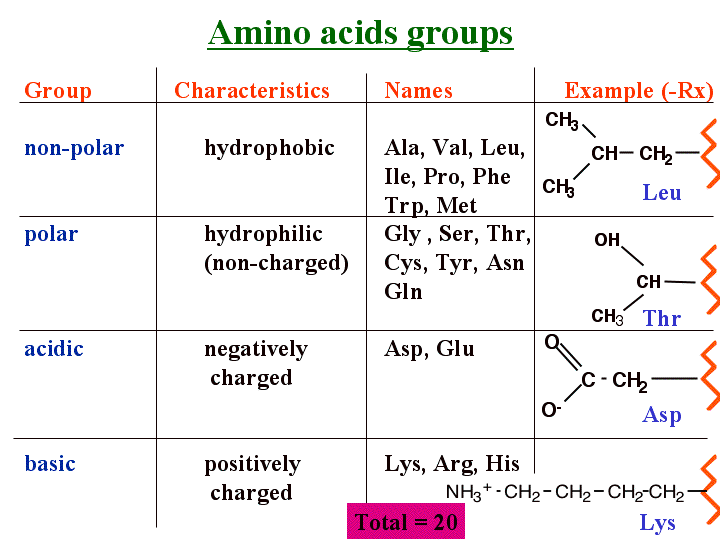 Amino acids groups
Group Characteristics Names Example (-Rx)
non-polar hydrophobic Ala, Val, Leu,
Ile, Pro, Phe
Trp, Met
CH3
CH CH2
CH3
Leu
polar hydrophilic Gly , Ser, Thr,
(non-charged) Cys, Tyr, Asn
Gln
OH
CH
CH3 Thr
acidic negatively Asp, Glu
charged
O
C - CH2
O-
Asp
basic positively Lys, Arg, His
charged
NH3+ - CH2 - CH2 - CH2 - CH2
Total = 20
Lys